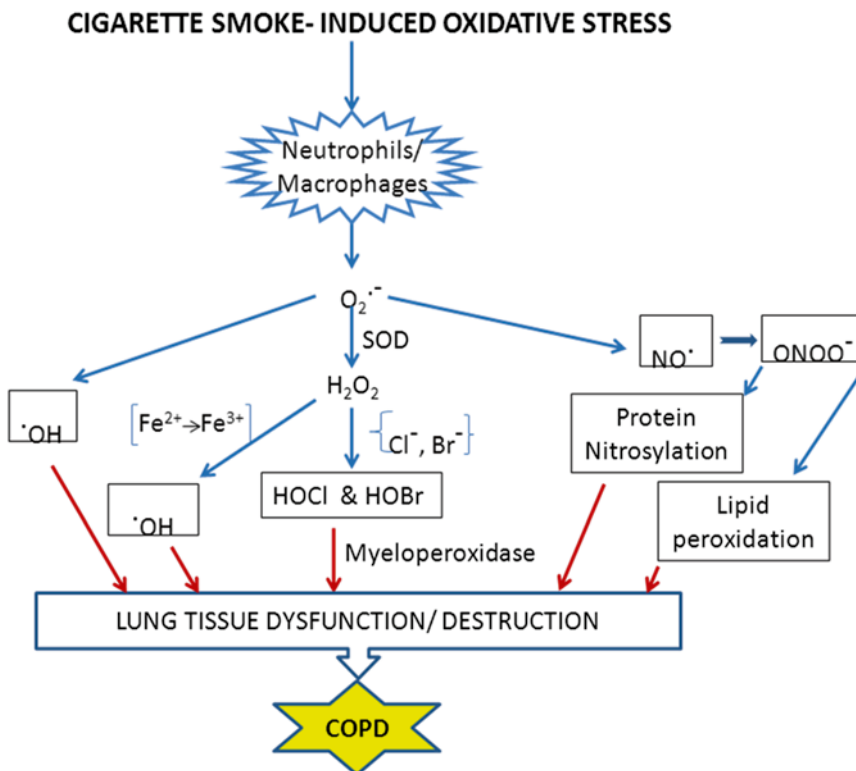 CIGARETTE SMOKE- INDUCED OXIDATIVE STRESS
Neutrophils/
Macrophages
O₂·⁻
SOD
H₂O₂
NO·
ONOO⁻
·OH
[Fe²⁺→Fe³⁺]
{Cl⁻, Br⁻}
Protein
Nitrosylation
·OH
HOCl & HOBr
Lipid
peroxidation
Myeloperoxidase
LUNG TISSUE DYSFUNCTION/ DESTRUCTION
COPD